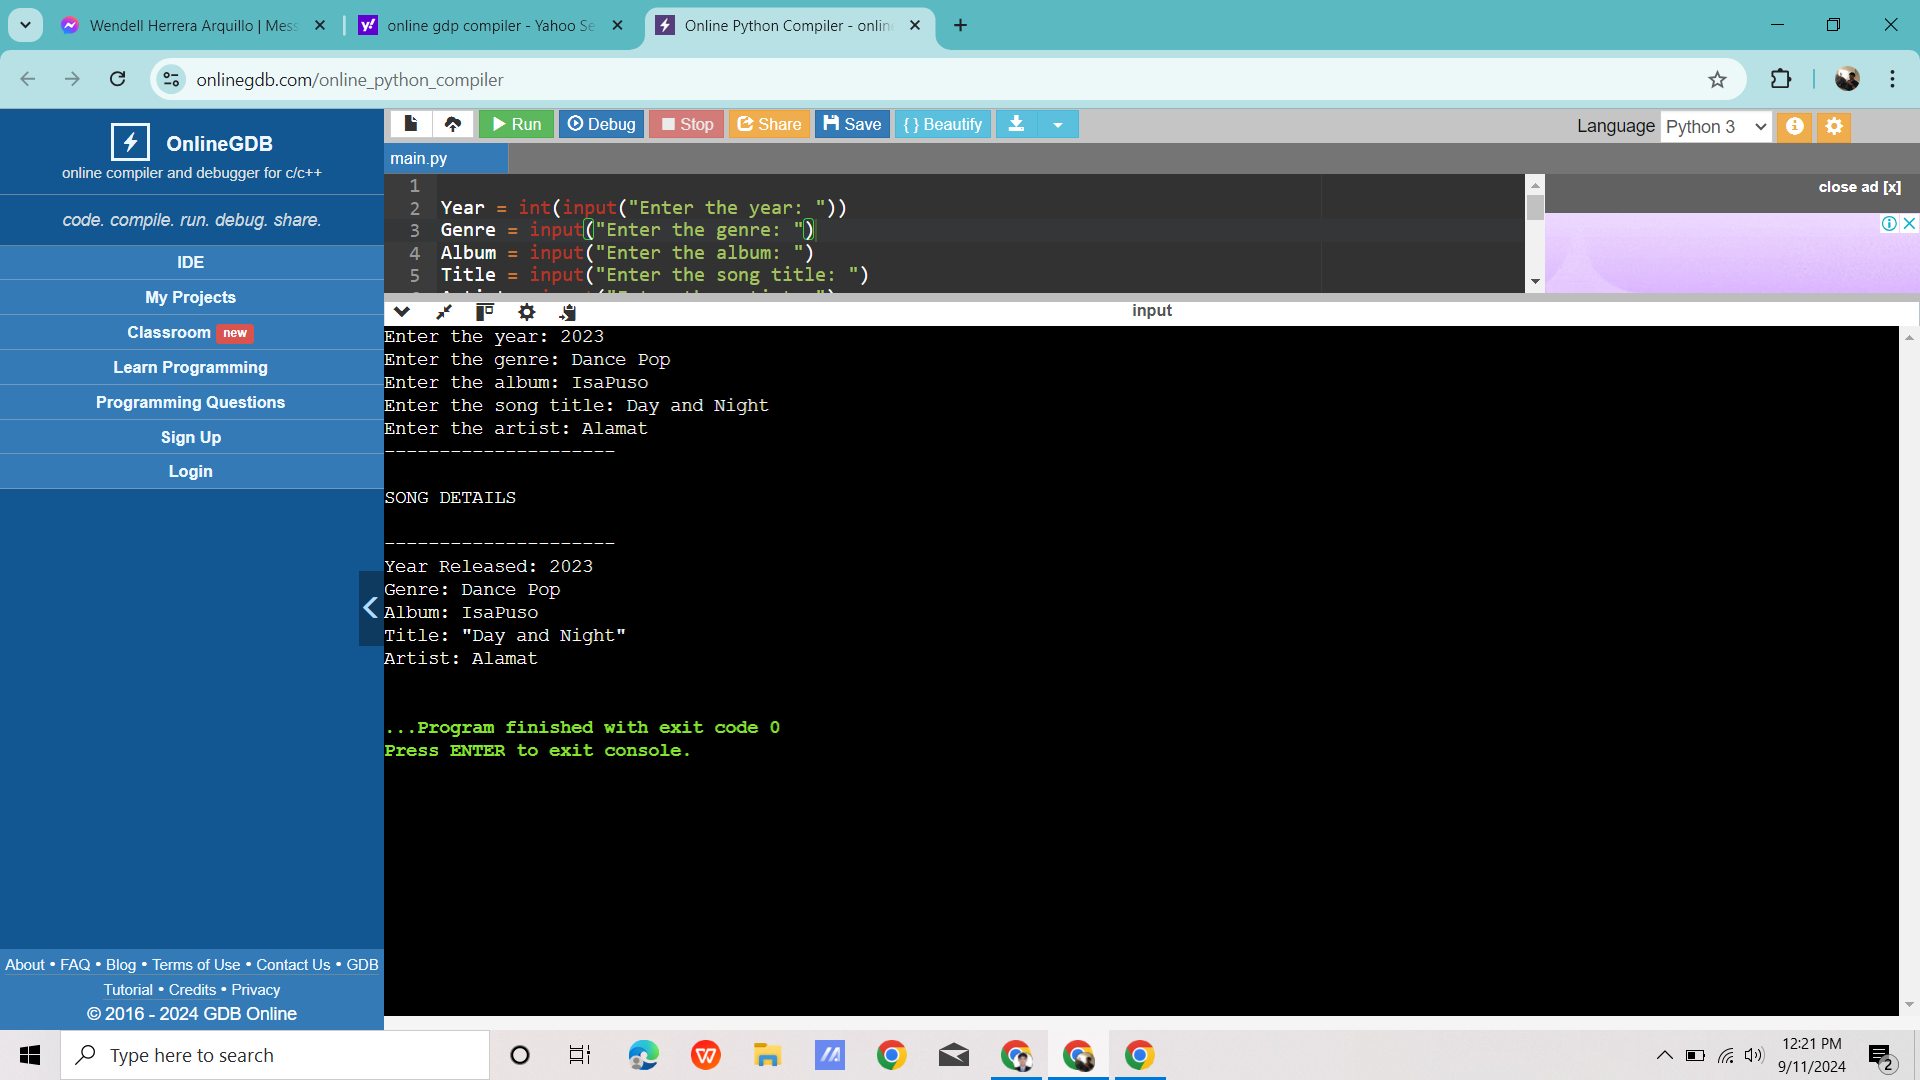 Wendell Herrera Arquillo | Mess
online gdp compiler - Yahoo Se
Online Python Compiler - onlin
onlinegdb.com/online_python_compiler
OnlineGDB
online compiler and debugger for c/c++
code. compile. run. debug. share.
IDE
My Projects
Classroom new
Learn Programming
Programming Questions
Sign Up
Login
About • FAQ • Blog • Terms of Use • Contact Us • GDB
Tutorial • Credits • Privacy
© 2016 - 2024 GDB Online
Run
Debug
Stop
Share
Save
{ } Beautify
Language Python 3
main.py
close ad [x]
1
2 Year = int(input("Enter the year: "))
3 Genre = input("Enter the genre: ")
4 Album = input("Enter the album: ")
5 Title = input("Enter the song title: ")
input
Enter the year: 2023
Enter the genre: Dance Pop
Enter the album: IsaPuso
Enter the song title: Day and Night
Enter the artist: Alamat
---------------------
SONG DETAILS
---------------------
Year Released: 2023
Genre: Dance Pop
Album: IsaPuso
Title: "Day and Night"
Artist: Alamat
...Program finished with exit code 0
Press ENTER to exit console.
Type here to search
12:21 PM
9/11/2024
2